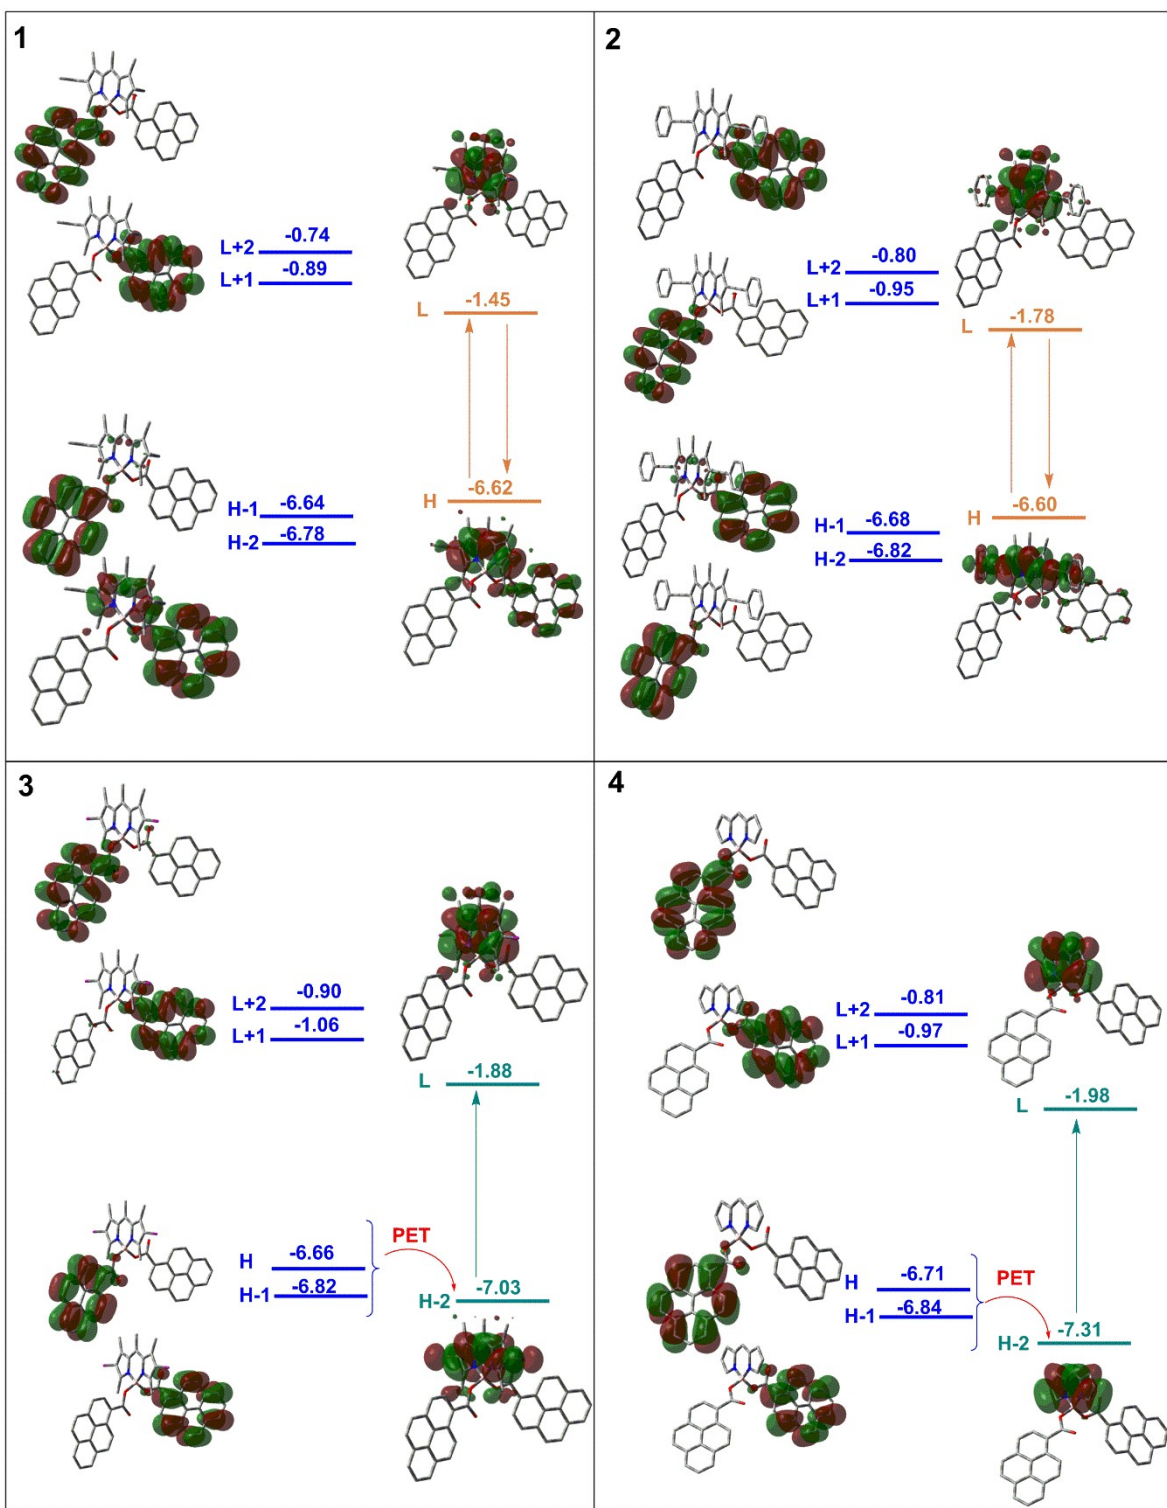 1
L+2 -0.74
L+1 -0.89
L -1.45
H-1 -6.64
H-2 -6.78
H -6.62
2
L+2 -0.80
L+1 -0.95
L -1.78
H-1 -6.68
H-2 -6.82
H -6.60
3
L+2 -0.90
L+1 -1.06
L -1.88
PET
H -6.66
H-1 -6.82
H-2 -7.03
4
L+2 -0.81
L+1 -0.97
L -1.98
PET
H -6.71
H-1 -6.84
H-2 -7.31